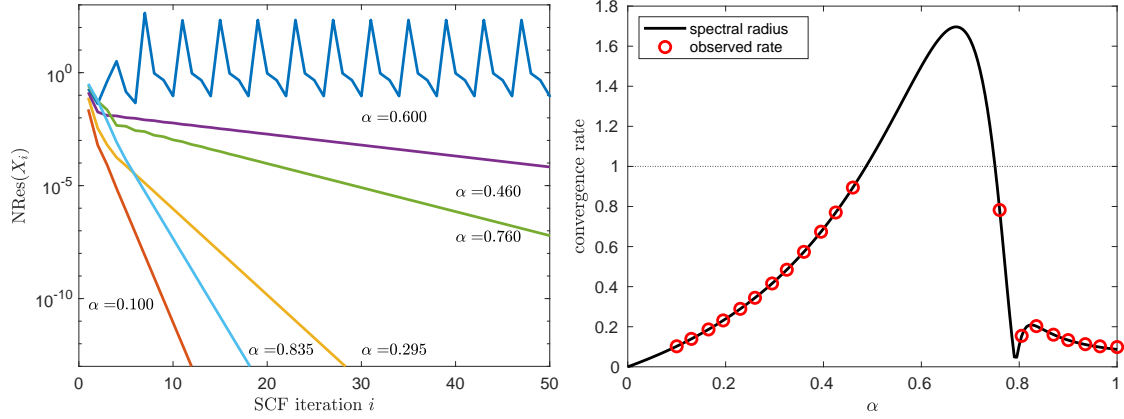 10^0
10^-5
10^-10
NRes(X_i)
α =0.600
α =0.460
α =0.760
α =0.100
α =0.835
α =0.295
0 10 20 30 40 50
SCF iteration i
spectral radius
observed rate
1.8
1.6
1.4
1.2
1
0.8
0.6
0.4
0.2
0
convergence rate
0 0.2 0.4 0.6 0.8 1
α